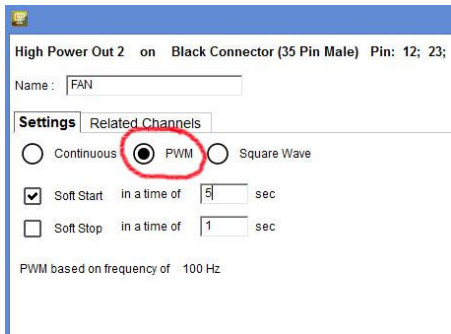 High Power Out 2 on Black Connector (35 Pin Male) Pin: 12; 23;
Name : FAN
Settings Related Channels
Continuous PWM Square Wave
Soft Start in a time of 5 sec
Soft Stop in a time of 1 sec
PWM based on frequency of 100 Hz